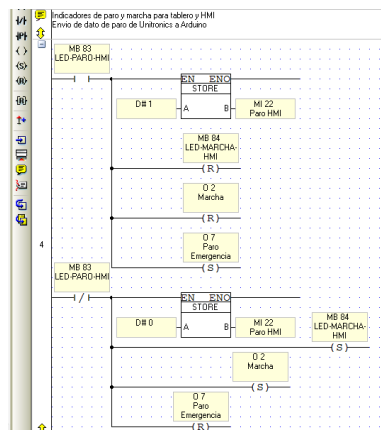 Indicadores de paro y marcha para tablero y HMI
Envio de dato de paro de Unitronics a Arduino
MB 83
LED-PARO-HMI
EN ENO
STORE
D# 1
A
B
MI 22
Paro HMI
MB 84
LED-MARCHA-
HMI
(R)
O 2
Marcha
(R)
O 7
Paro
Emergencia
(S)
4
MB 83
LED-PARO-HMI
EN ENO
STORE
D# 0
A
B
MI 22
Paro HMI
MB 84
LED-MARCHA-
HMI
(S)
O 2
Marcha
(S)
O 7
Paro
Emergencia
(R)